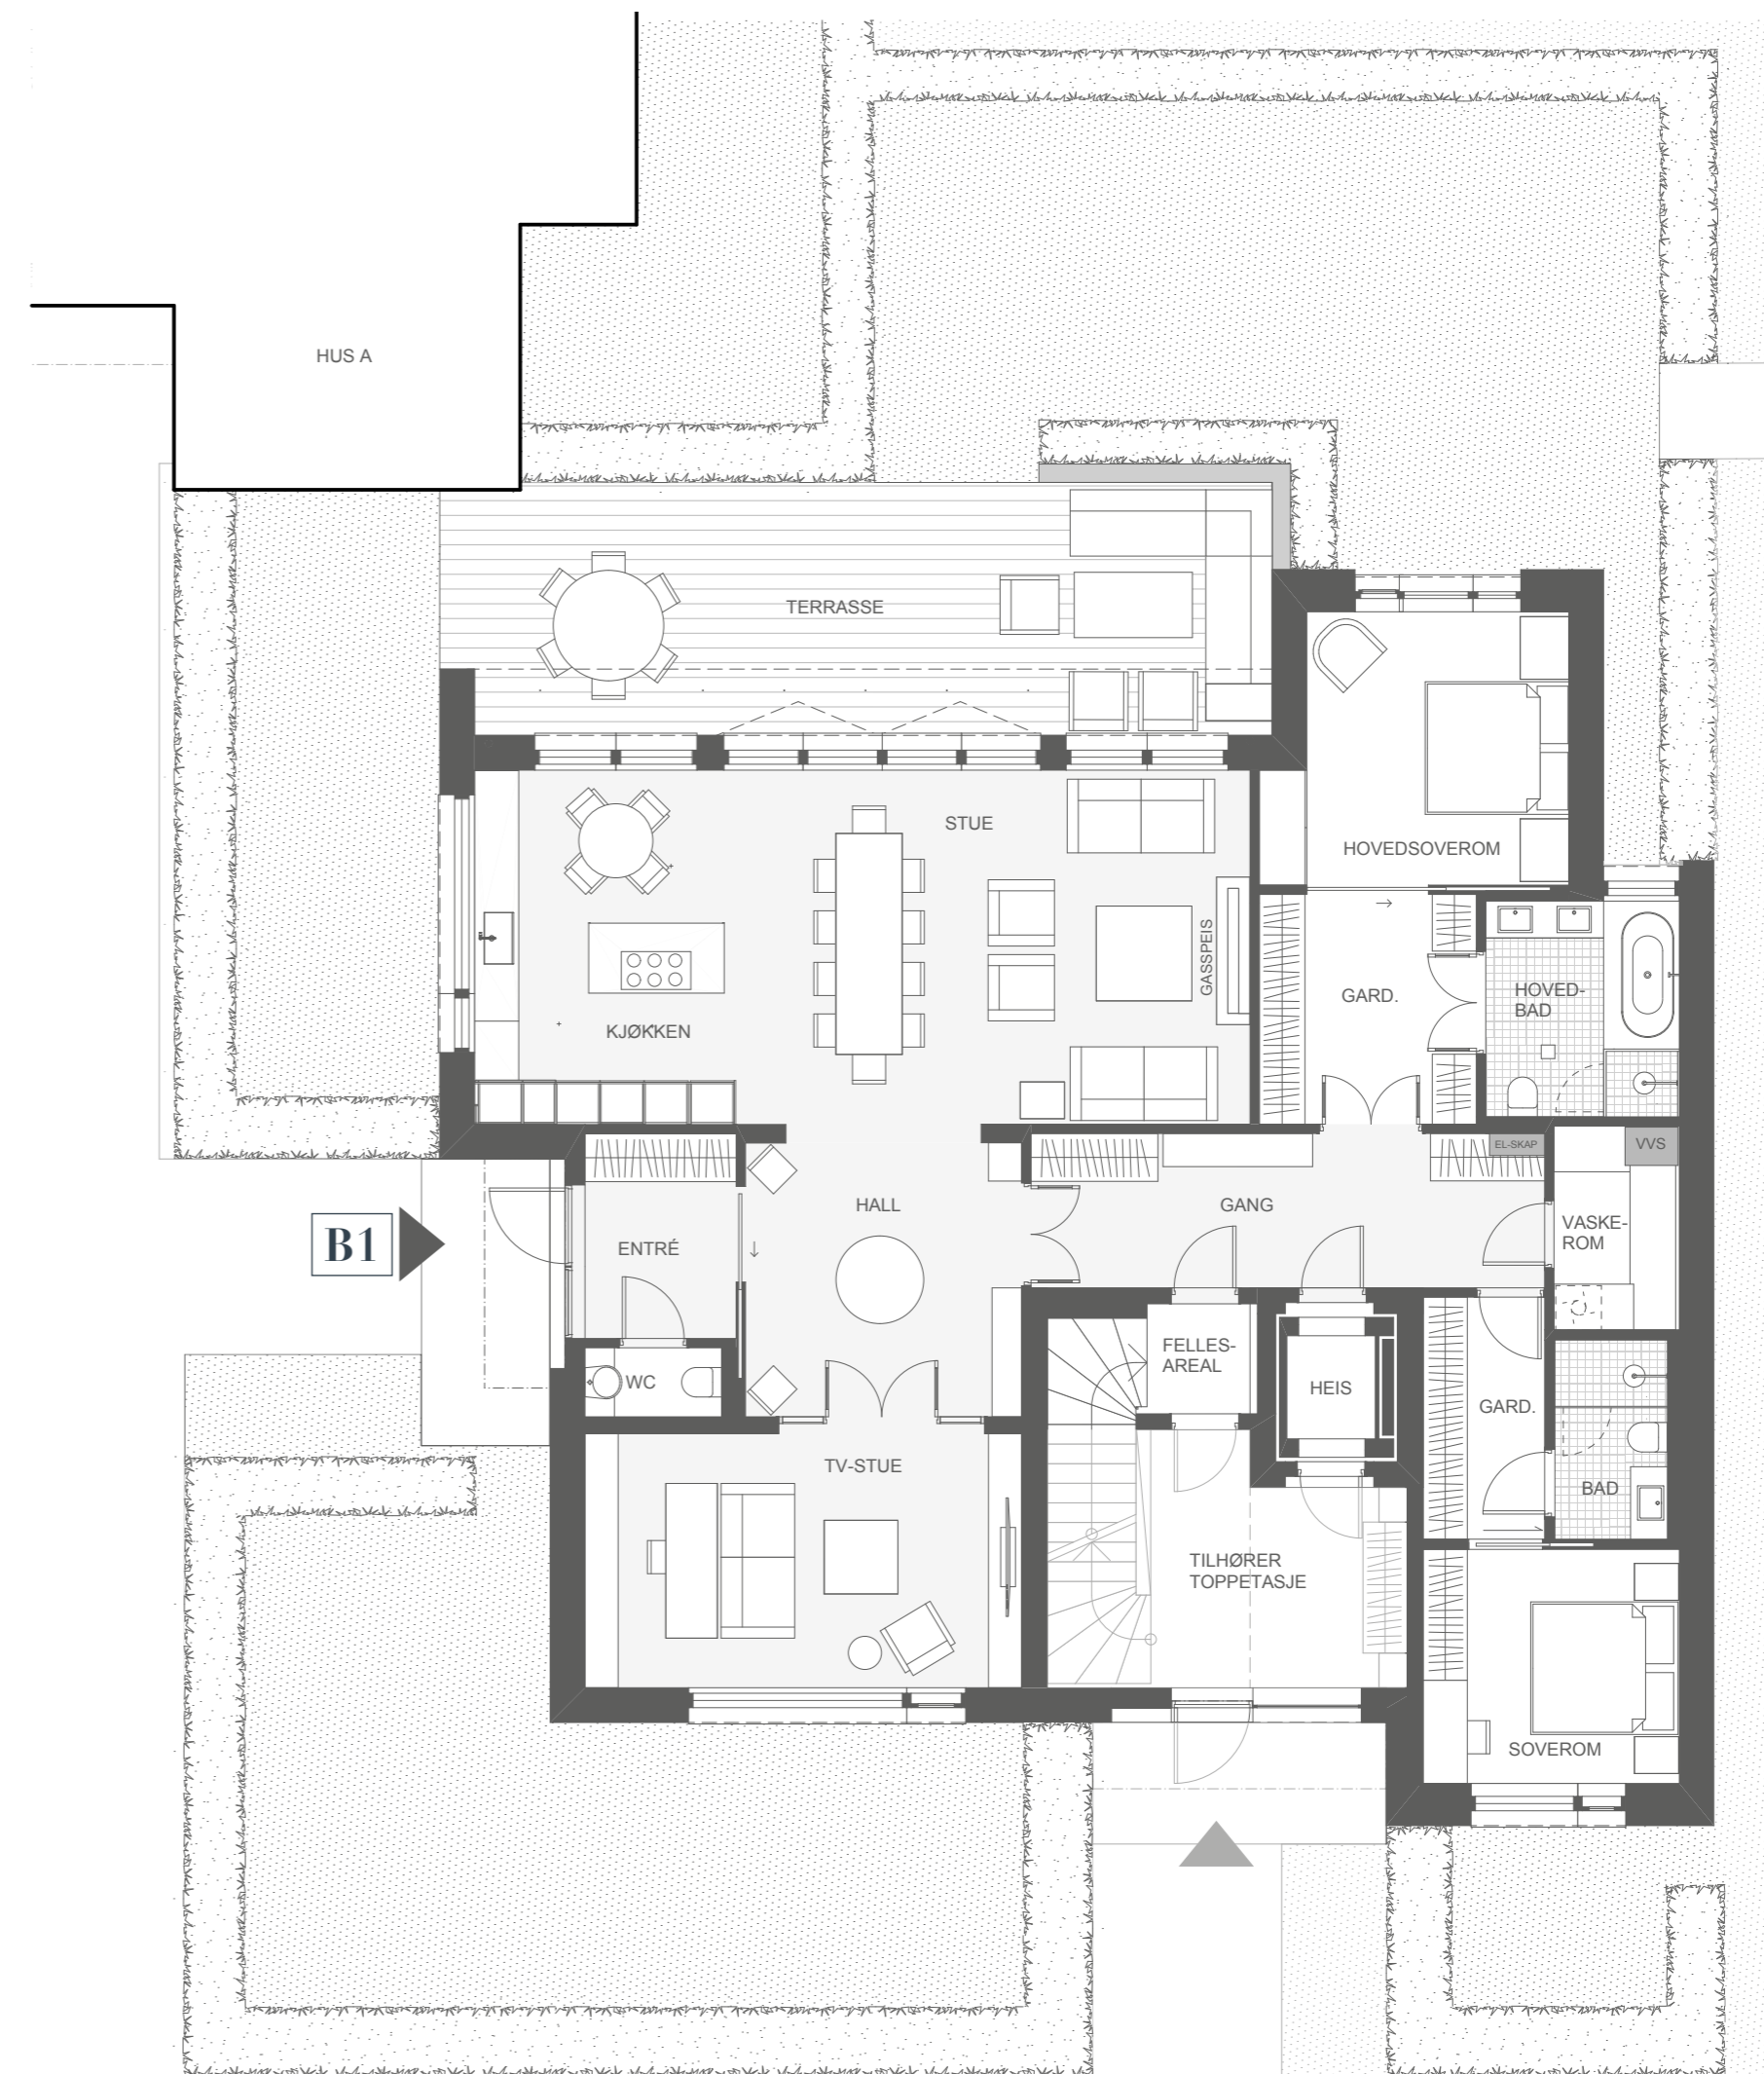 HUS A
TERRASSE
STUE
HOVEDSOVEROM
GASSPEIS
GARD.
HOVED-
BAD
KJØKKEN
EL-SKAP
VVS
HALL
GANG
VASKE-
ROM
B1
ENTRÉ
FELLES-
AREAL
WC
HEIS
GARD.
TV-STUE
BAD
TILHØRER
TOPPETASJE
SOVEROM